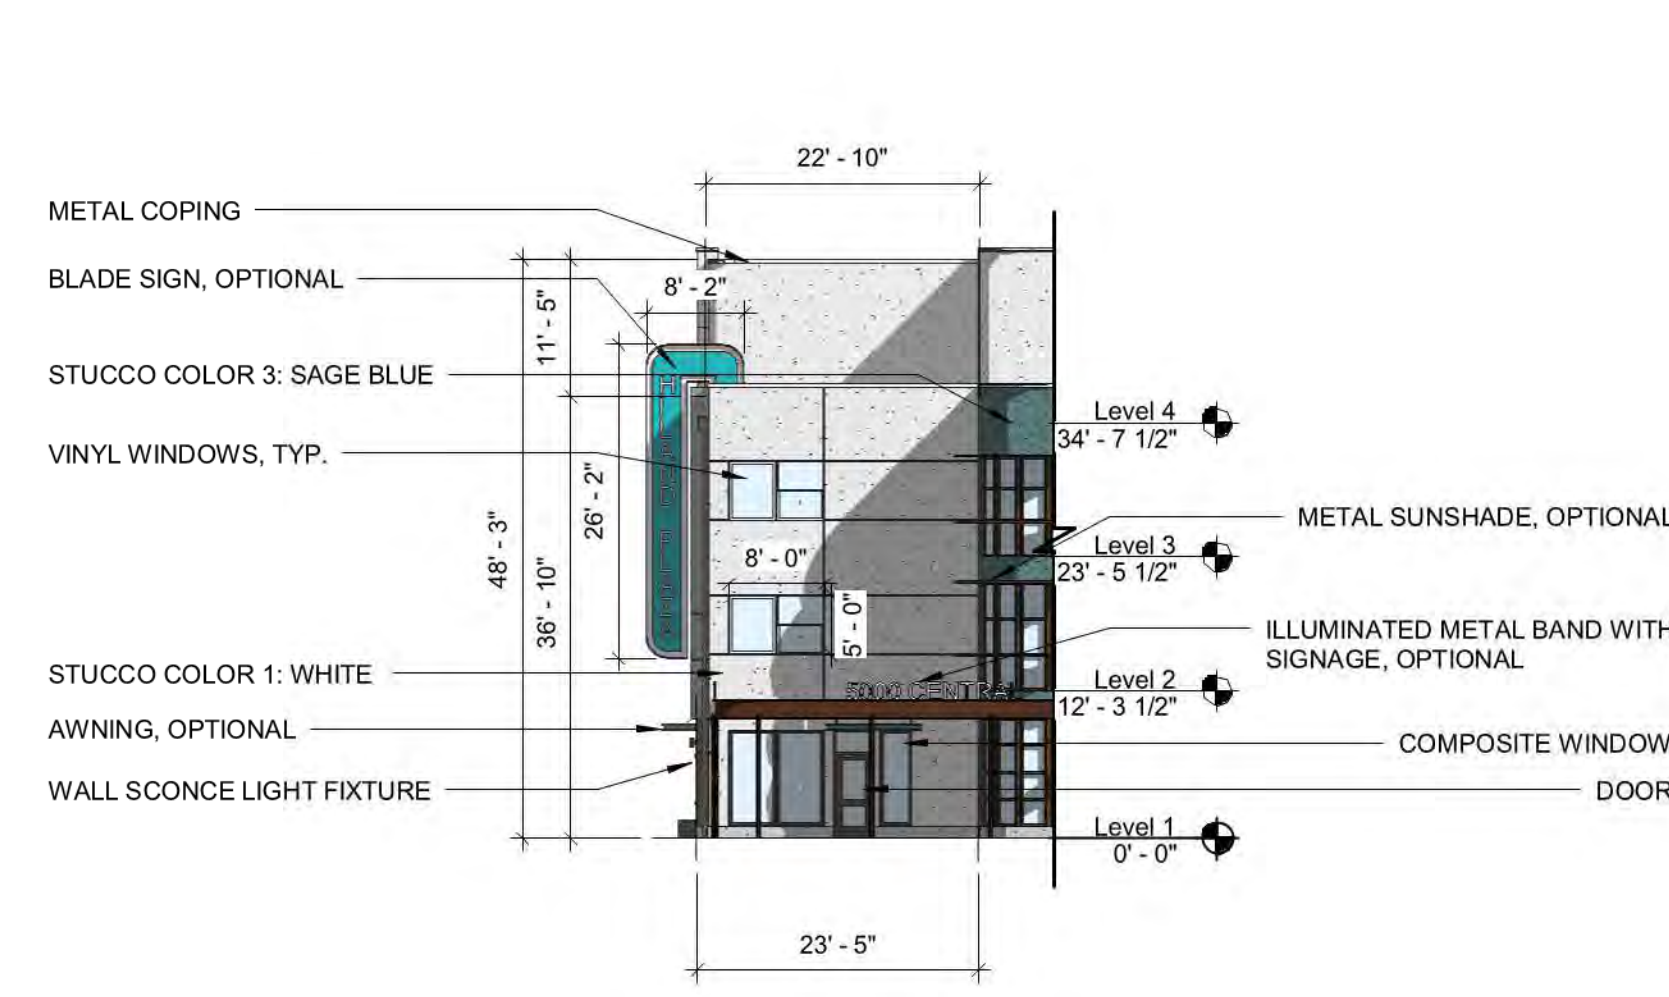 22' - 10"
METAL COPING
BLADE SIGN, OPTIONAL
8' - 2"
11' - 5"
STUCCO COLOR 3: SAGE BLUE
Level 4
34' - 7 1/2"
VINYL WINDOWS, TYP.
26' - 2"
48' - 3"
METAL SUNSHADE, OPTIONAL
Level 3
23' - 5 1/2"
8' - 0"
36' - 10"
5' - 0"
ILLUMINATED METAL BAND WITH
SIGNAGE, OPTIONAL
STUCCO COLOR 1: WHITE
Level 2
12' - 3 1/2"
5000 CENTRA
AWNING, OPTIONAL
COMPOSITE WINDOW
WALL SCONCE LIGHT FIXTURE
DOOR
Level 1
0' - 0"
23' - 5"